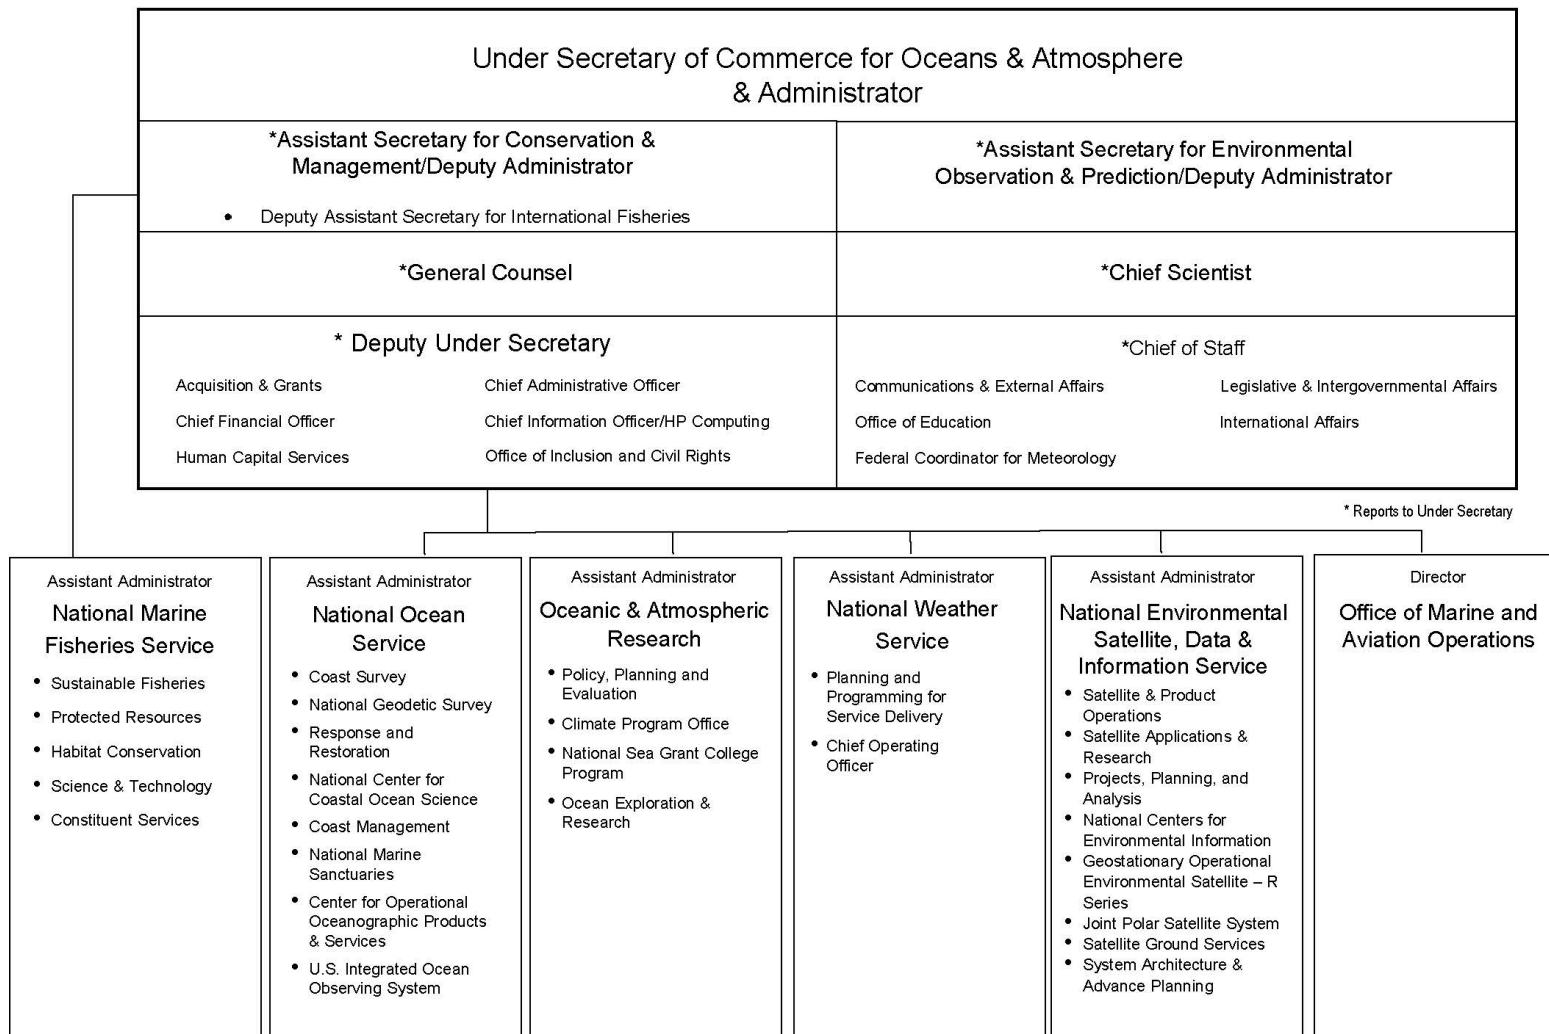 Under Secretary of Commerce for Oceans & Atmosphere
& Administrator
*Assistant Secretary for Conservation &
Management/Deputy Administrator
• Deputy Assistant Secretary for International Fisheries
*Assistant Secretary for Environmental
Observation & Prediction/Deputy Administrator
*General Counsel
*Chief Scientist
* Deputy Under Secretary
Acquisition & Grants
Chief Administrative Officer
Chief Financial Officer
Chief Information Officer/HP Computing
Human Capital Services
Office of Inclusion and Civil Rights
*Chief of Staff
Communications & External Affairs
Legislative & Intergovernmental Affairs
Office of Education
International Affairs
Federal Coordinator for Meteorology
* Reports to Under Secretary
Assistant Administrator
National Marine
Fisheries Service
• Sustainable Fisheries
• Protected Resources
• Habitat Conservation
• Science & Technology
• Constituent Services
Assistant Administrator
National Ocean
Service
• Coast Survey
• National Geodetic Survey
• Response and
Restoration
• National Center for
Coastal Ocean Science
• Coast Management
• National Marine
Sanctuaries
• Center for Operational
Oceanographic Products
& Services
• U.S. Integrated Ocean
Observing System
Assistant Administrator
Oceanic & Atmospheric
Research
• Policy, Planning and
Evaluation
• Climate Program Office
• National Sea Grant College
Program
• Ocean Exploration &
Research
Assistant Administrator
National Weather
Service
• Planning and
Programming for
Service Delivery
• Chief Operating
Officer
Assistant Administrator
National Environmental
Satellite, Data &
Information Service
• Satellite & Product
Operations
• Satellite Applications &
Research
• Projects, Planning, and
Analysis
• National Centers for
Environmental Information
• Geostationary Operational
Environmental Satellite – R
Series
• Joint Polar Satellite System
• Satellite Ground Services
• System Architecture &
Advance Planning
Director
Office of Marine and
Aviation Operations